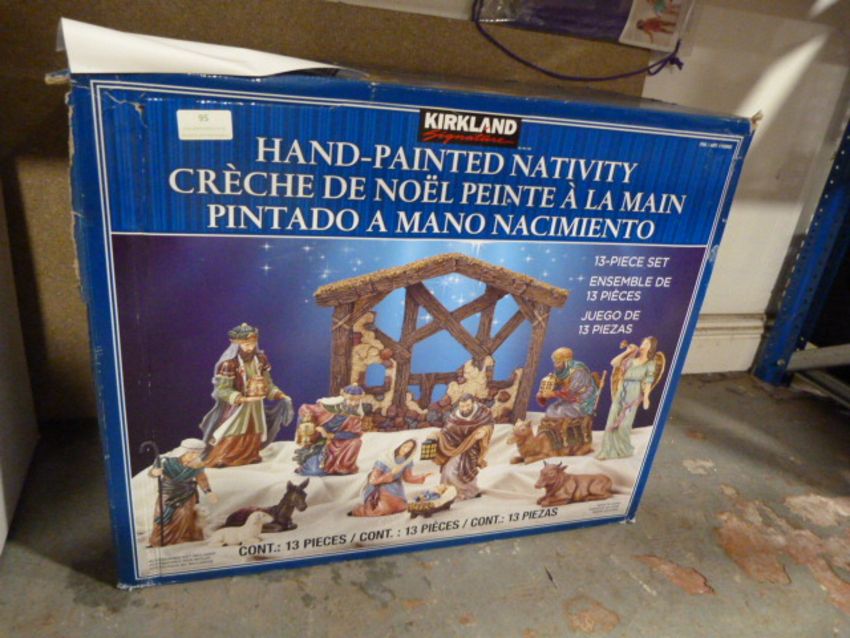 95
KIRKLAND
Signature
HAND-PAINTED NATIVITY
CRÈCHE DE NOËL PEINTE À LA MAIN
PINTADO A MANO NACIMIENTO
13-PIECE SET
ENSEMBLE DE
13 PIÈCES
JUEGO DE
13 PIEZAS
CONT.: 13 PIECES / CONT. : 13 PIÈCES / CONT.: 13 PIEZAS